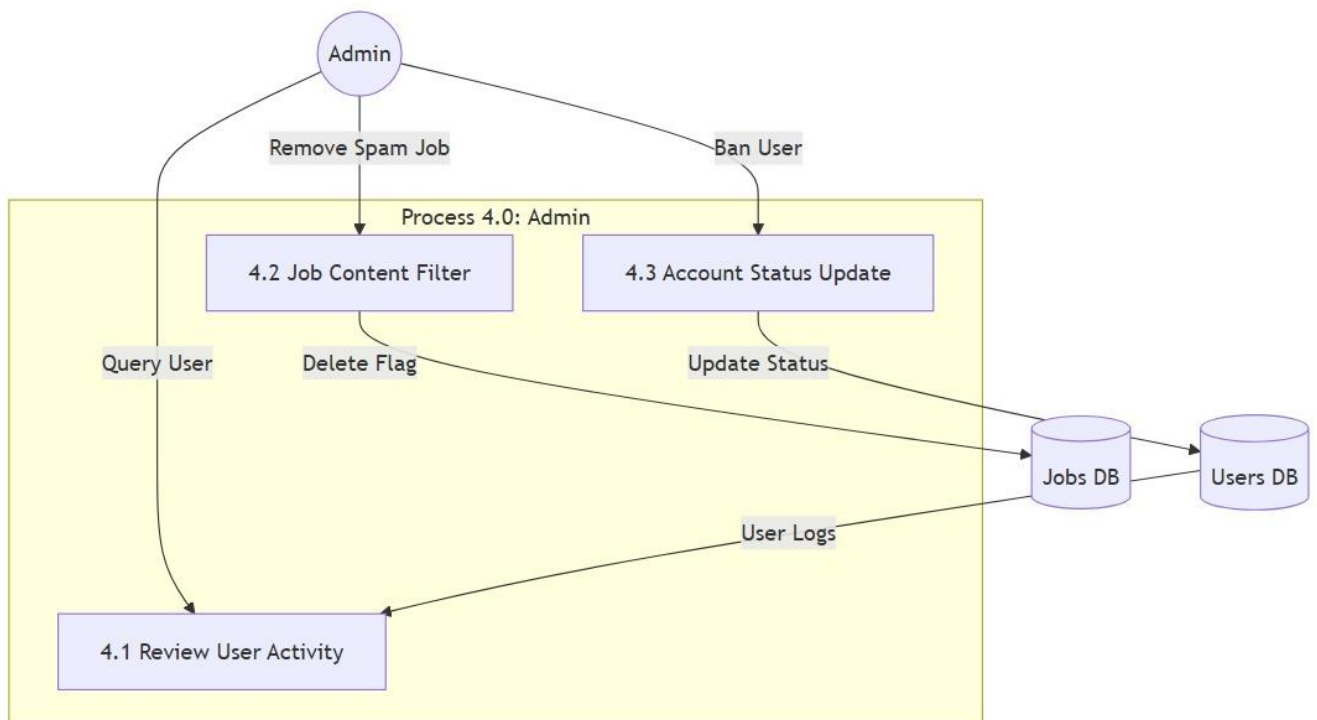 Admin
Remove Spam Job
Ban User
Process 4.0: Admin
4.2 Job Content Filter
4.3 Account Status Update
Query User
Delete Flag
Update Status
Jobs DB
Users DB
User Logs
4.1 Review User Activity